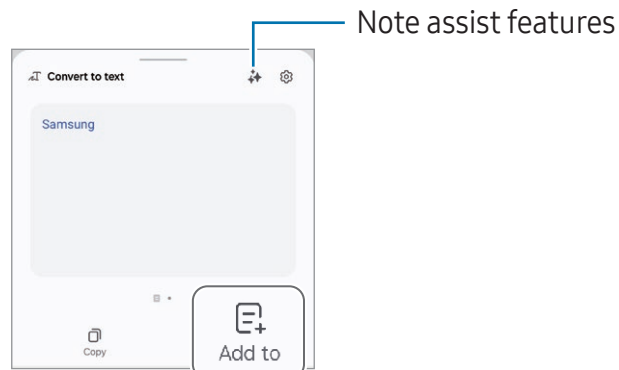 Note assist features
Convert to text
Samsung
Copy
Add to